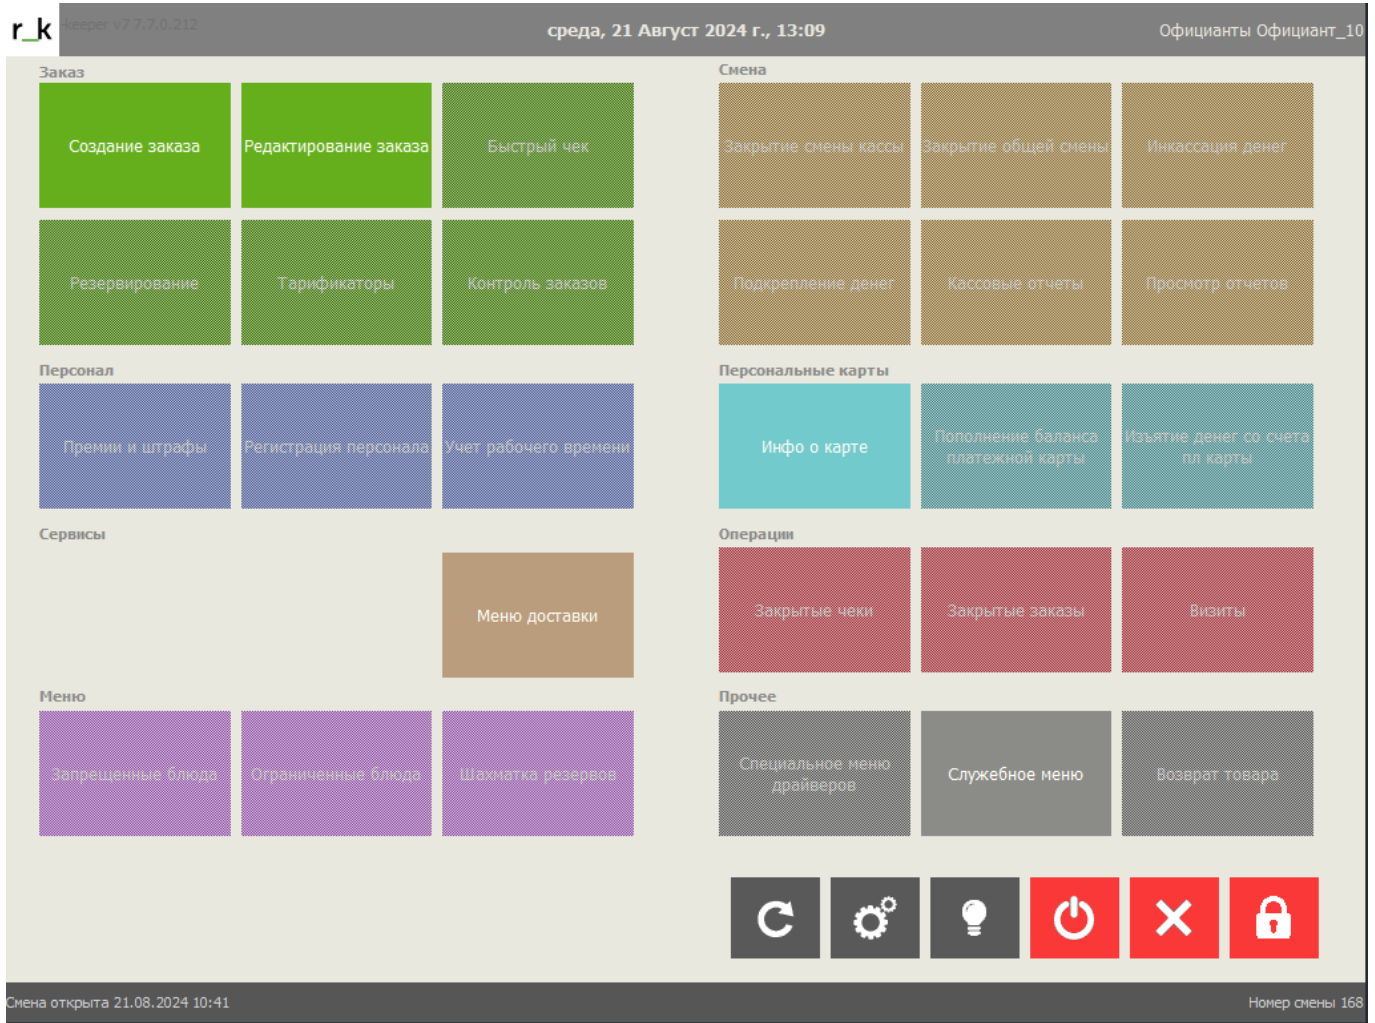 r_k
-keeper v7 7.7.0.212
среда, 21 Август 2024 г., 13:09
Официанты Официант_10
Заказ
Создание заказа
Редактирование заказа
Быстрый чек
Резервирование
Тарификаторы
Контроль заказов
Смена
Закрытие смены кассы
Закрытие общей смены
Инкассация денег
Подкрепление денег
Кассовые отчеты
Просмотр отчетов
Персонал
Премии и штрафы
Регистрация персонала
Учет рабочего времени
Персональные карты
Инфо о карте
Пополнение баланса
платежной карты
Изъятие денег со счета
пл карты
Сервисы
Меню доставки
Операции
Закрытые чеки
Закрытые заказы
Визиты
Меню
Запрещенные блюда
Ограниченные блюда
Шахматка резервов
Прочее
Специальное меню
драйверов
Служебное меню
Возврат товара
Смена открыта 21.08.2024 10:41
Номер смены 168